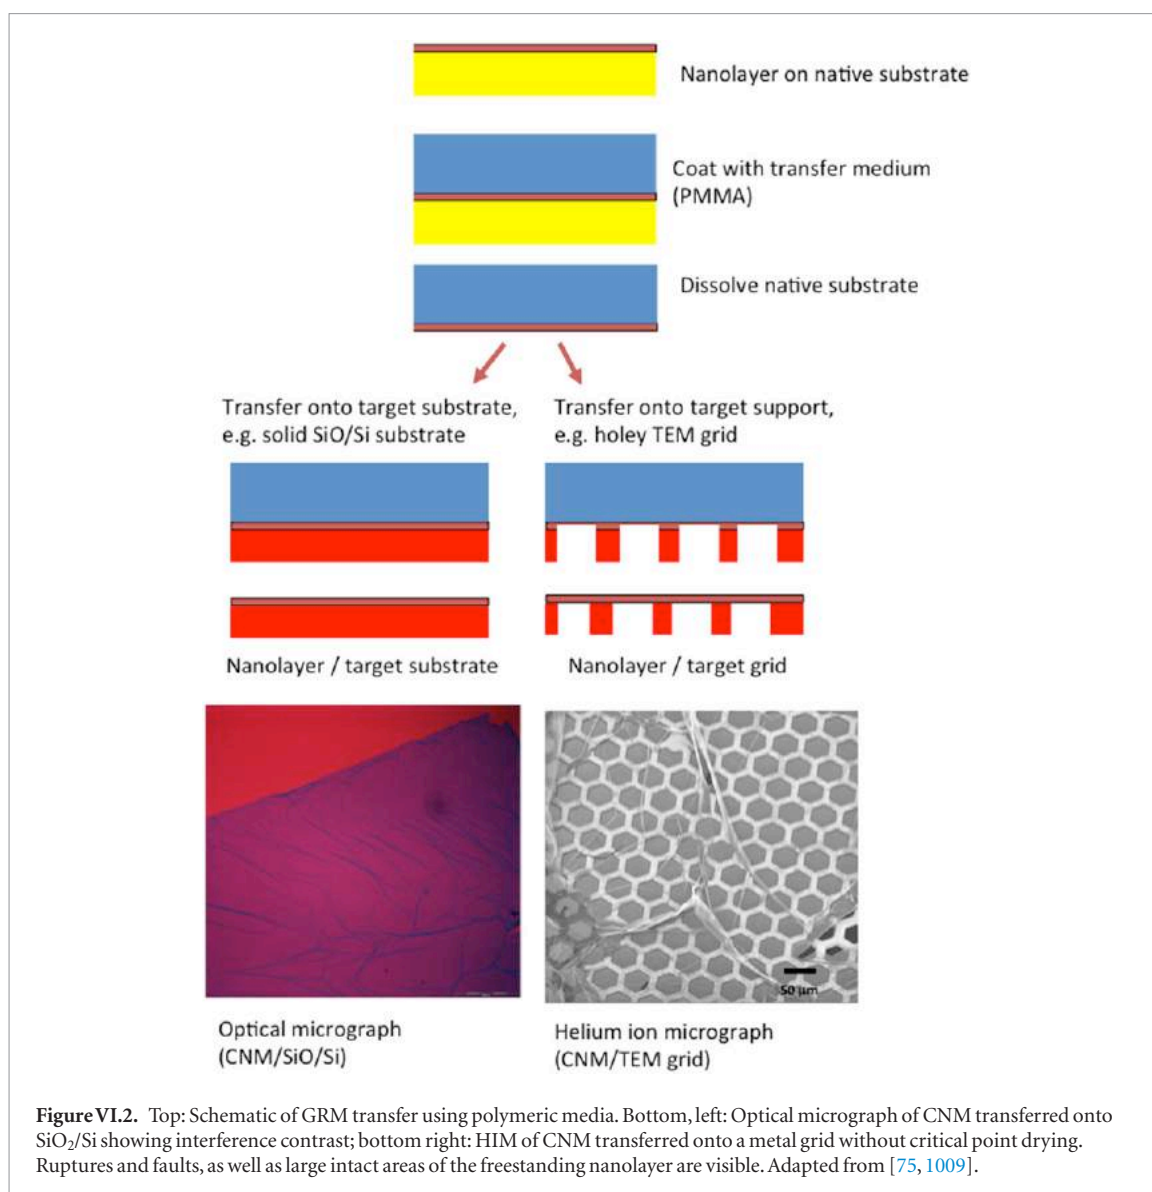 Nanolayer on native substrate
Coat with transfer medium
(PMMA)
Dissolve native substrate
Transfer onto target substrate,
e.g. solid SiO/Si substrate
Transfer onto target support,
e.g. holey TEM grid
Nanolayer / target substrate
Nanolayer / target grid
50 µm
Optical micrograph
(CNM/SiO/Si)
Helium ion micrograph
(CNM/TEM grid)
Figure VI.2. Top: Schematic of GRM transfer using polymeric media. Bottom, left: Optical micrograph of CNM transferred onto
SiO₂/Si showing interference contrast; bottom right: HIM of CNM transferred onto a metal grid without critical point drying.
Ruptures and faults, as well as large intact areas of the freestanding nanolayer are visible. Adapted from [75, 1009].